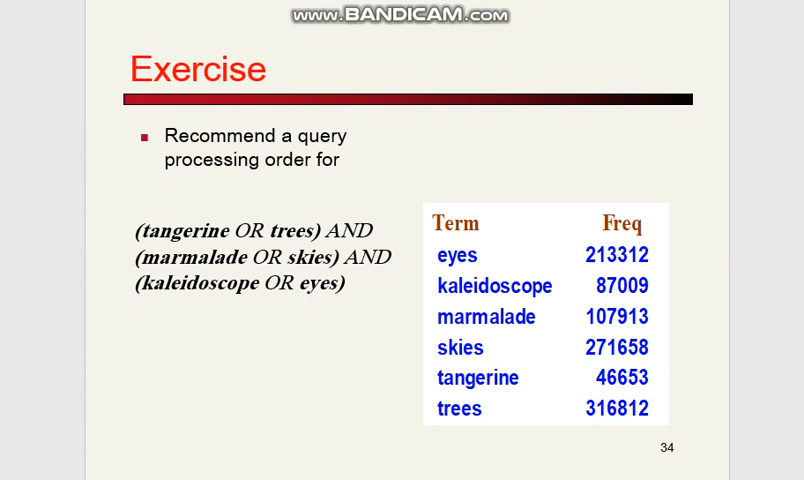 www.BANDICAM.com
Exercise
Recommend a query
processing order for
(tangerine OR trees) AND
(marmalade OR skies) AND
(kaleidoscope OR eyes)
Term Freq
eyes 213312
kaleidoscope 87009
marmalade 107913
skies 271658
tangerine 46653
trees 316812
34